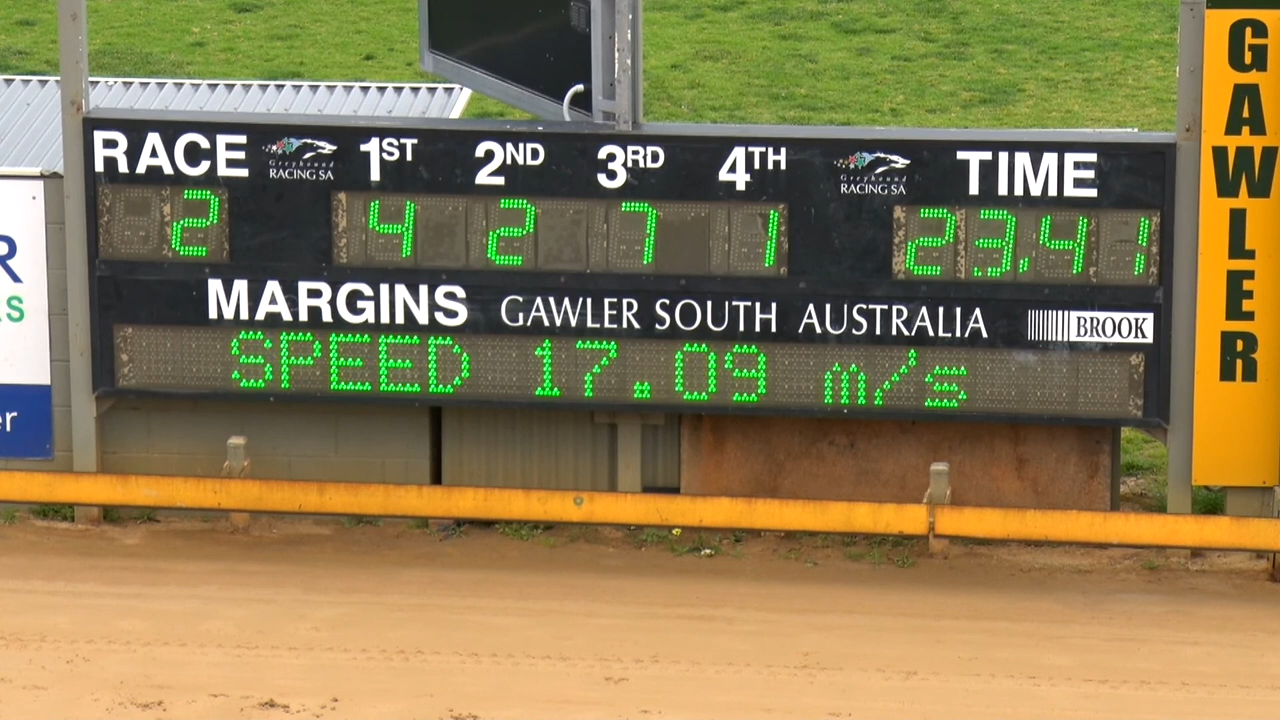 RACE Greyhound RACING SA 1ST 2ND 3RD 4TH Greyhound RACING SA TIME
2 4 2 7 1 23.41
MARGINS GAWLER SOUTH AUSTRALIA BROOK
SPEED 17.09 m/s
GAWLER
R
S
er